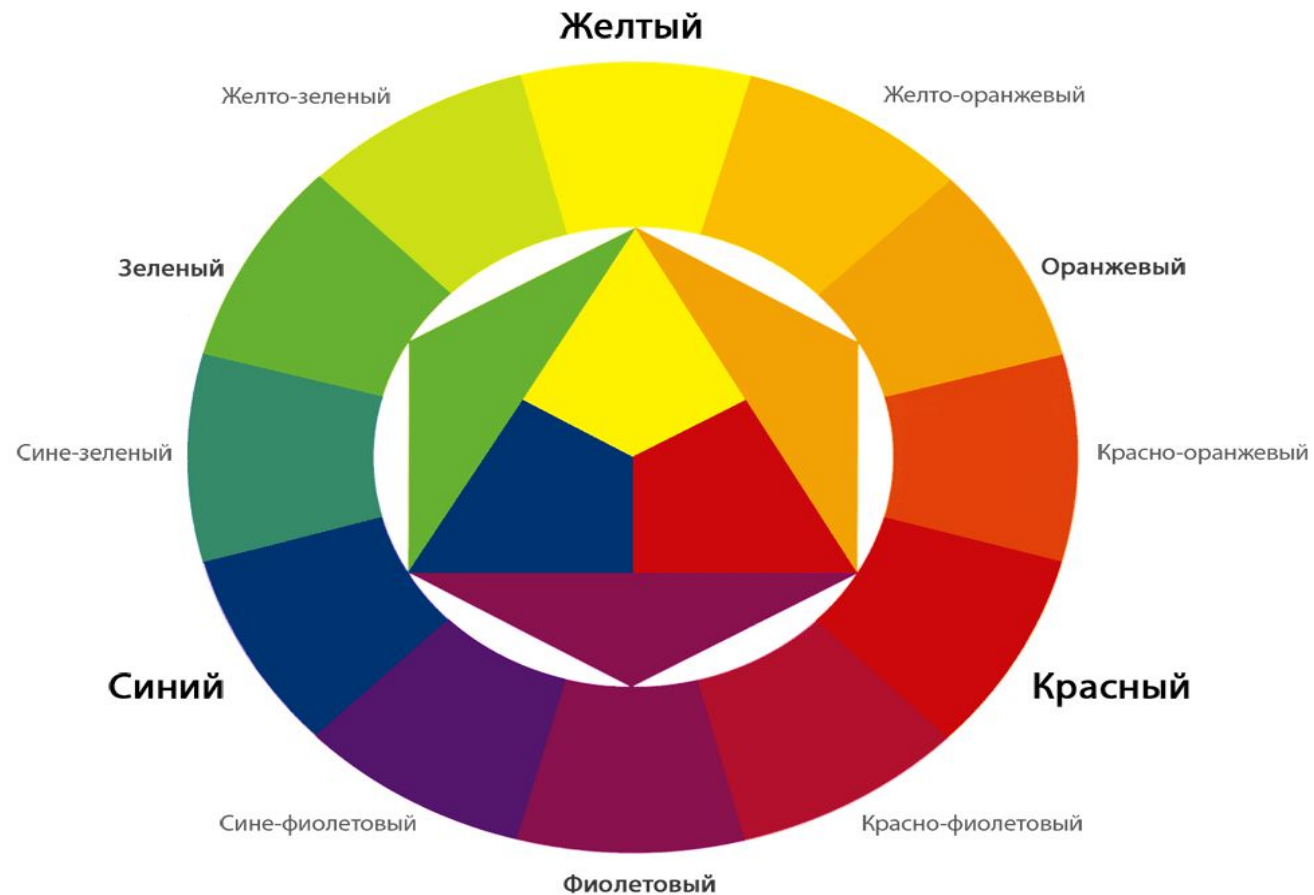 Желтый
Желто-зеленый
Желто-оранжевый
Зеленый
Оранжевый
Сине-зеленый
Красно-оранжевый
Синий
Красный
Сине-фиолетовый
Красно-фиолетовый
Фиолетовый